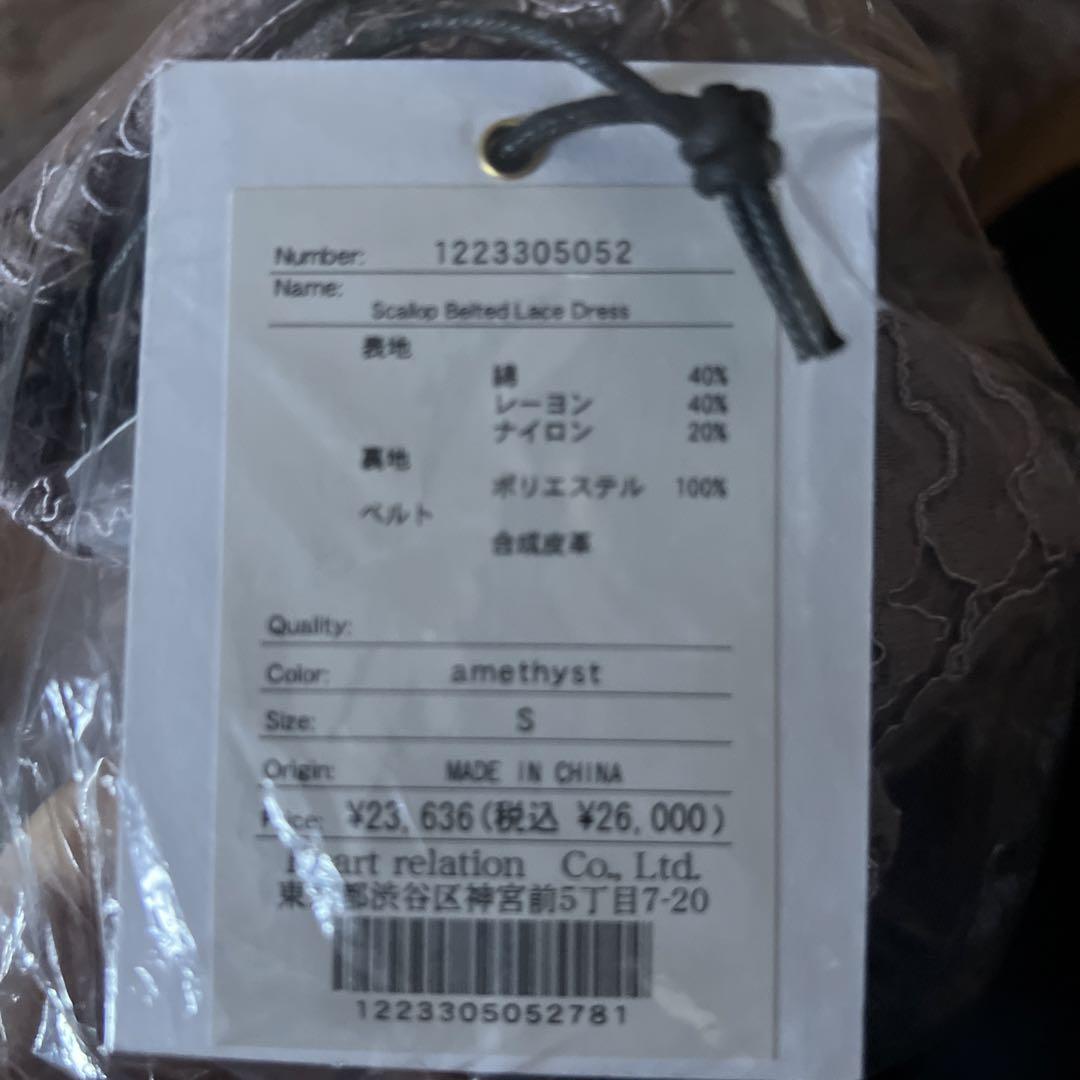 Number: 1223305052
Name:
Scallop Belted Lace Dress
表地
綿 40%
レーヨン 40%
ナイロン 20%
裏地
ポリエステル 100%
ベルト
合成皮革
Quality:
Color: amethyst
Size: S
Origin: MADE IN CHINA
Price: ¥23,636(税込 ¥26,000)
relation Co., Ltd.
東京都渋谷区神宮前5丁目7-20
1223305052781